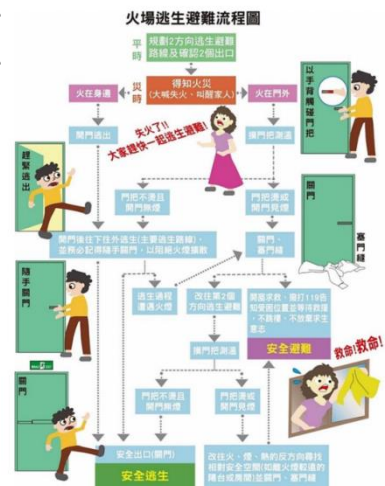 火場逃生避難流程圖
平時
規劃2方向逃生避難
路線及確認2個出口
火在身邊
災時
得知火災
(大喊失火、叫醒家人)
火在門外
以手背觸碰門把
開門逃出
失火了!!
大家趕快一起逃生避難!
摸門把測溫
趕緊逃出
門把不燙且
開門無煙
門把燙或
開門見煙
關門
塞門縫
開門後往下往外逃生(主要逃生路線),
並務必記得隨手關門,以阻絕火煙擴散
關門、
塞門縫
隨手關門
逃生過程
遭遇火煙
改往第2個
方向逃生避難
開窗求救、撥打119告
知受困位置並等待救援
、不跳樓、不放棄求生
意志
安全避難
摸門把測溫
救命!救命!
關門
門把不燙且
開門無煙
門把燙或
開門見煙
安全出口(關門)
安全逃生
改往火、煙、熱的反方向尋找
相對安全空間(如離火煙較遠的
陽台或房間)並關門、塞門縫